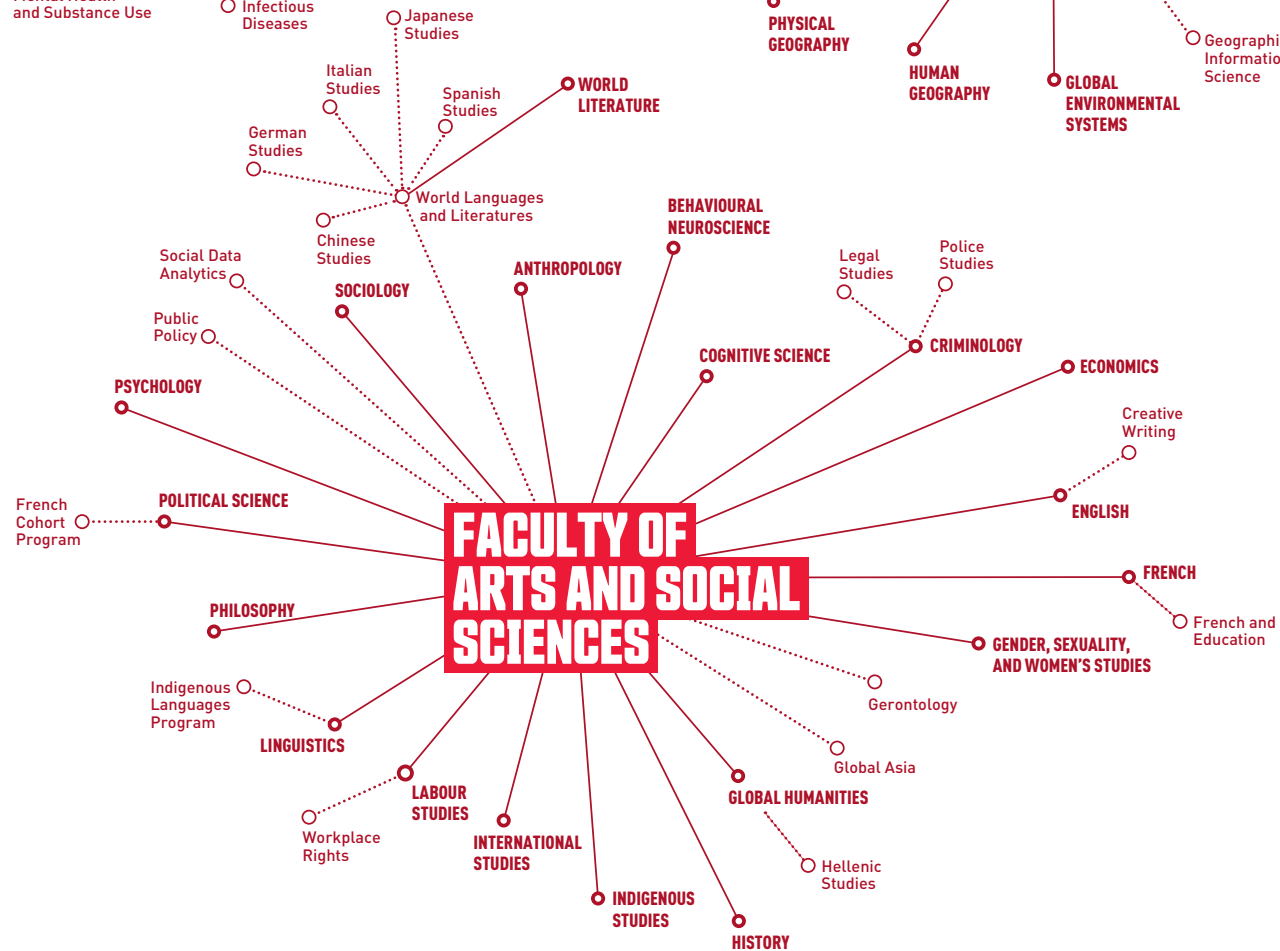 and Substance Use
Infectious
Diseases
Japanese
Studies
PHYSICAL
GEOGRAPHY
HUMAN
GEOGRAPHY
GLOBAL
ENVIRONMENTAL
SYSTEMS
Science
Italian
Studies
Spanish
Studies
WORLD
LITERATURE
German
Studies
World Languages
and Literatures
Chinese
Studies
BEHAVIOURAL
NEUROSCIENCE
Social Data
Analytics
SOCIOLOGY
ANTHROPOLOGY
Legal
Studies
Police
Studies
Public
Policy
COGNITIVE SCIENCE
CRIMINOLOGY
ECONOMICS
PSYCHOLOGY
Creative
Writing
French
Cohort
Program
POLITICAL SCIENCE
ENGLISH
FACULTY OF
ARTS AND SOCIAL
SCIENCES
FRENCH
French and
Education
PHILOSOPHY
GENDER, SEXUALITY,
AND WOMEN'S STUDIES
Indigenous
Languages
Program
Gerontology
LINGUISTICS
Global Asia
LABOUR
STUDIES
GLOBAL HUMANITIES
Workplace
Rights
INTERNATIONAL
STUDIES
Hellenic
Studies
INDIGENOUS
STUDIES
HISTORY